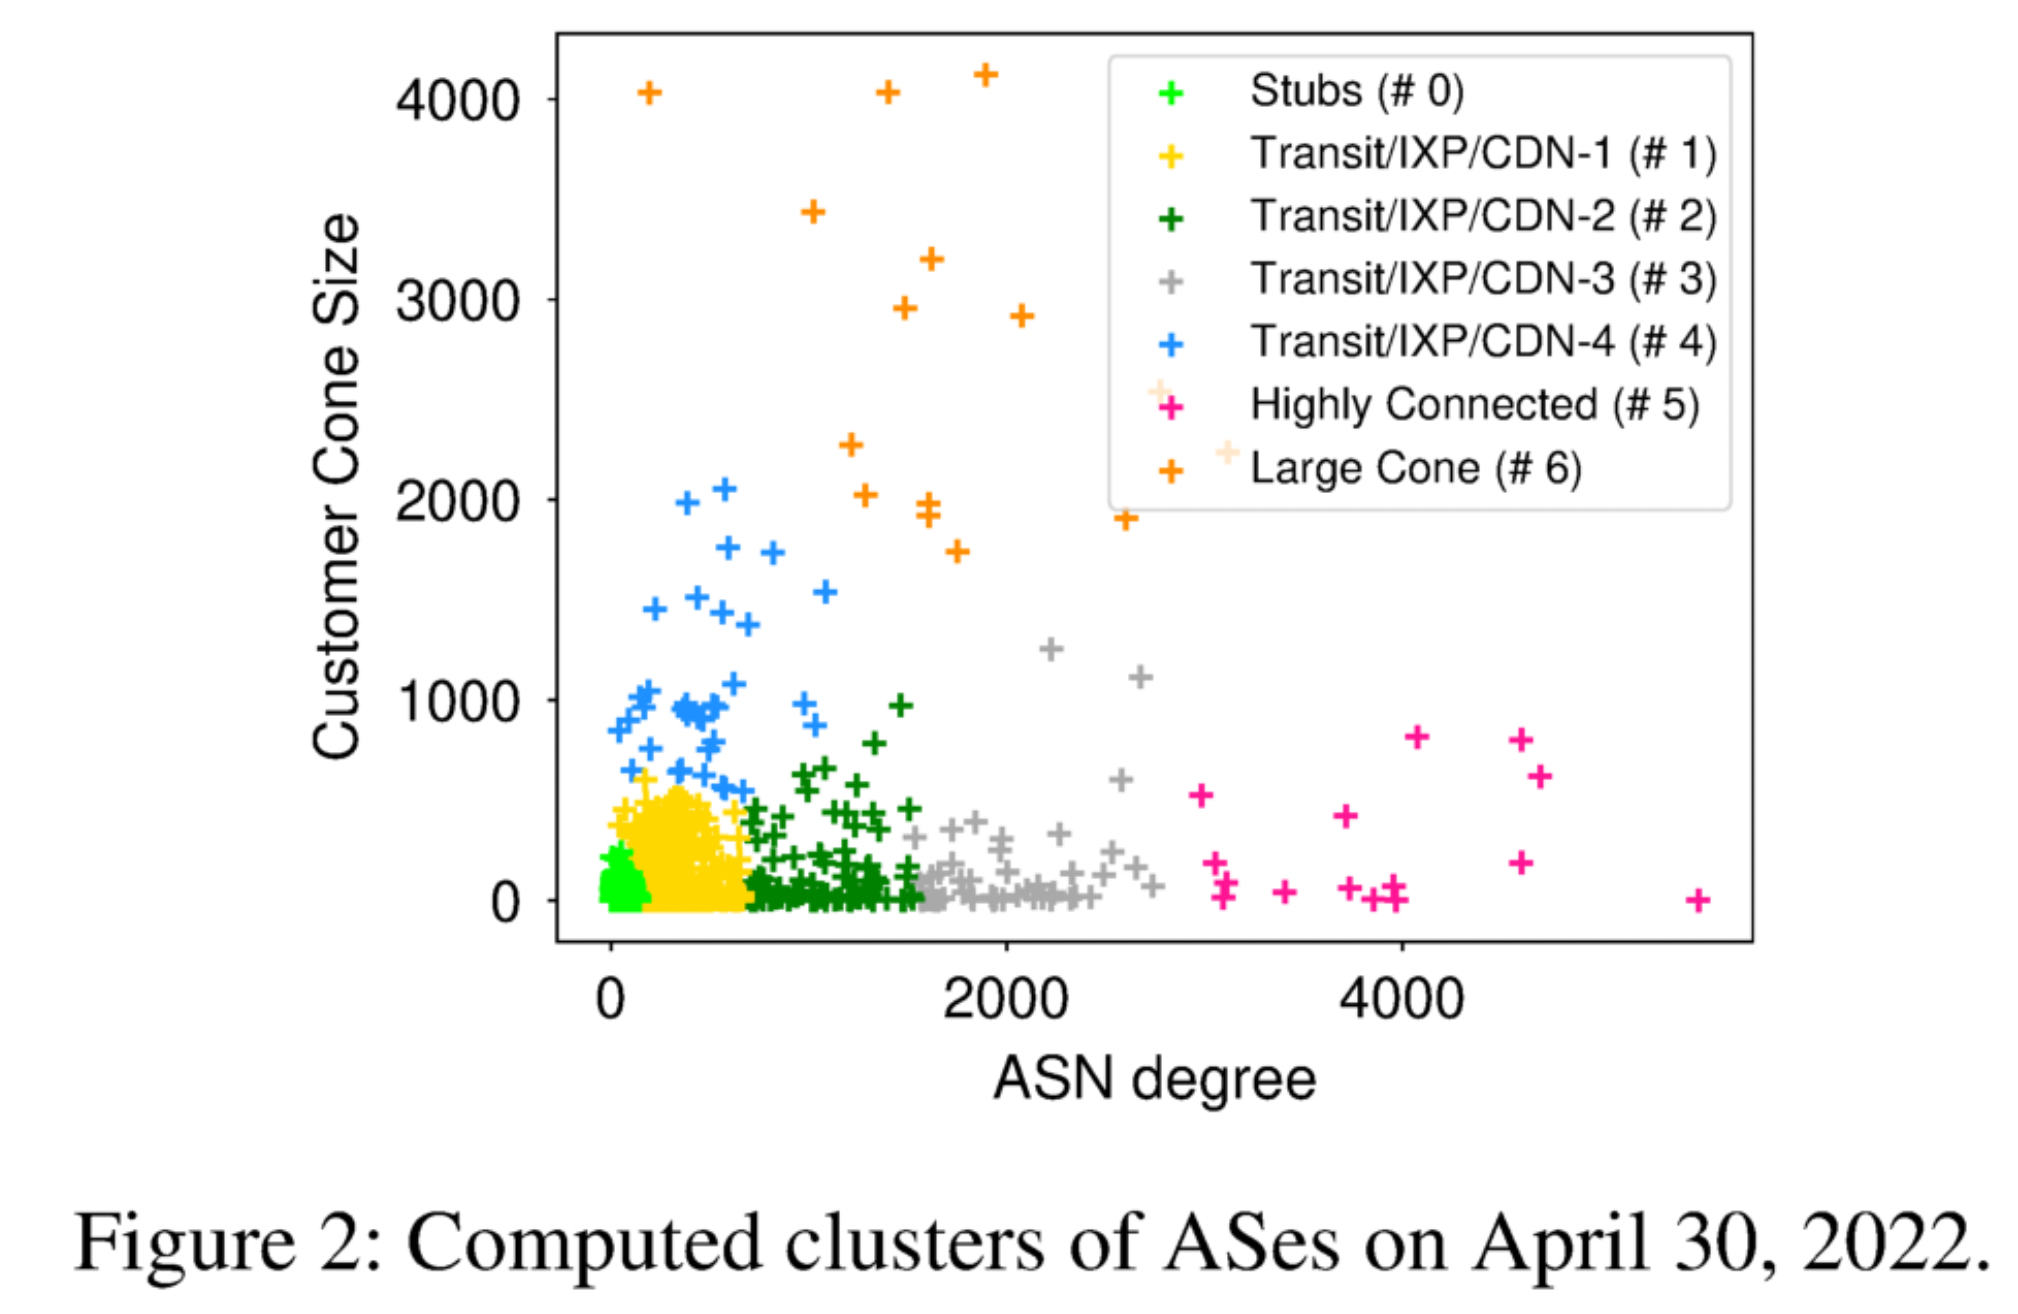 4000
3000
2000
1000
0
Customer Cone Size
Stubs (# 0)
Transit/IXP/CDN-1 (# 1)
Transit/IXP/CDN-2 (# 2)
Transit/IXP/CDN-3 (# 3)
Transit/IXP/CDN-4 (# 4)
Highly Connected (# 5)
Large Cone (# 6)
0 2000 4000
ASN degree
Figure 2: Computed clusters of ASes on April 30, 2022.